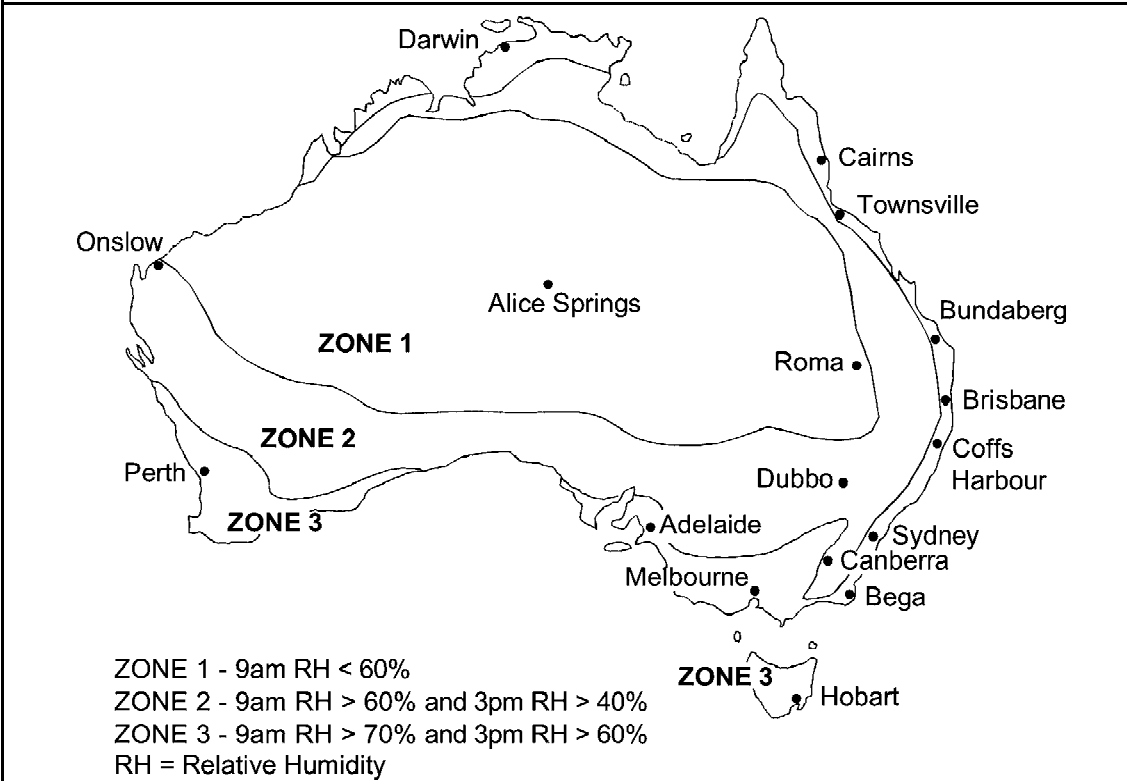 Darwin
Cairns
Townsville
Onslow
Alice Springs
Bundaberg
ZONE 1
Roma
Brisbane
ZONE 2
Coffs
Harbour
Perth
Dubbo
ZONE 3
Adelaide
Sydney
Canberra
Melbourne
Bega
ZONE 3
Hobart
ZONE 1 - 9am RH < 60%
ZONE 2 - 9am RH > 60% and 3pm RH > 40%
ZONE 3 - 9am RH > 70% and 3pm RH > 60%
RH = Relative Humidity